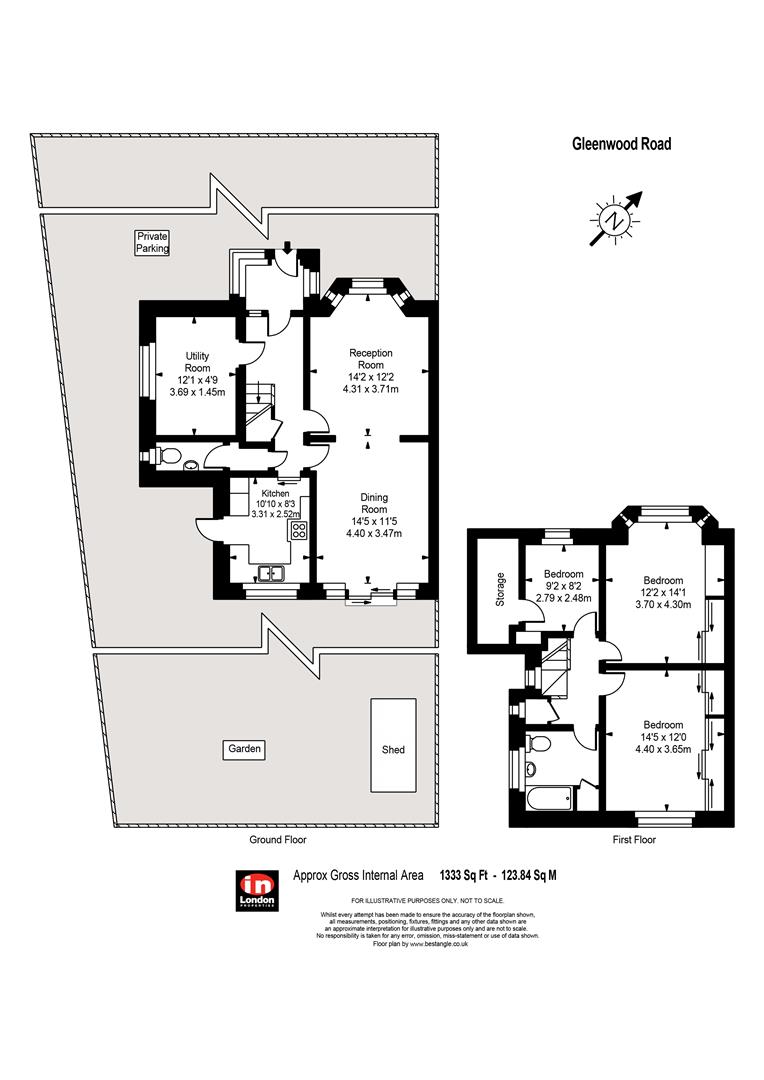 Gleenwood Road
N
Private
Parking
Utility
Room
12'1 x 4'9
3.69 x 1.45m
Reception
Room
14'2 x 12'2
4.31 x 3.71m
Kitchen
10'10 x 8'3
3.31 x 2.52m
Dining
Room
14'5 x 11'5
4.40 x 3.47m
Garden
Shed
Ground Floor
Storage
Bedroom
9'2 x 8'2
2.79 x 2.48m
Bedroom
12'2 x 14'1
3.70 x 4.30m
Bedroom
14'5 x 12'0
4.40 x 3.65m
First Floor
in
London
PROPERTIES
Approx Gross Internal Area 1333 Sq Ft - 123.84 Sq M
FOR ILLUSTRATIVE PURPOSES ONLY. NOT TO SCALE.
Whilst every attempt has been made to ensure the accuracy of the floorplan shown,
all measurements, positioning, fixtures, fittings and any other data shown are
an approximate interpretation for illustrative purposes only and are not to scale.
No responsibility is taken for any error, omission, miss-statement or use of data shown.
Floor plan by www.bestangle.co.uk